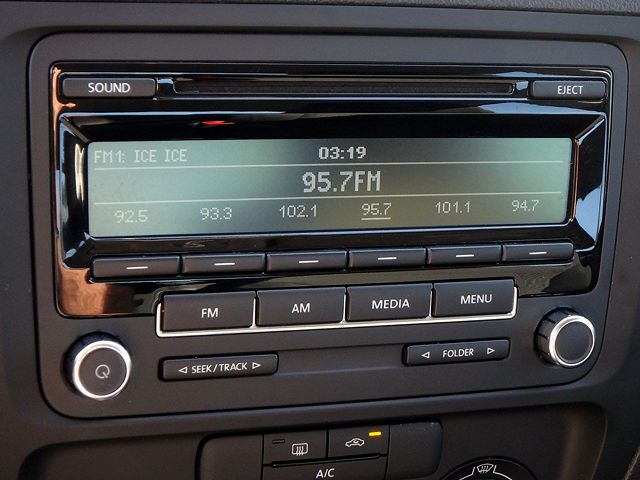 SOUND EJECT
FM1: ICE ICE 03:19
95.7FM
92.5 93.3 102.1 95.7 101.1 94.7
FM AM MEDIA MENU
SEEK/TRACK FOLDER
A/C